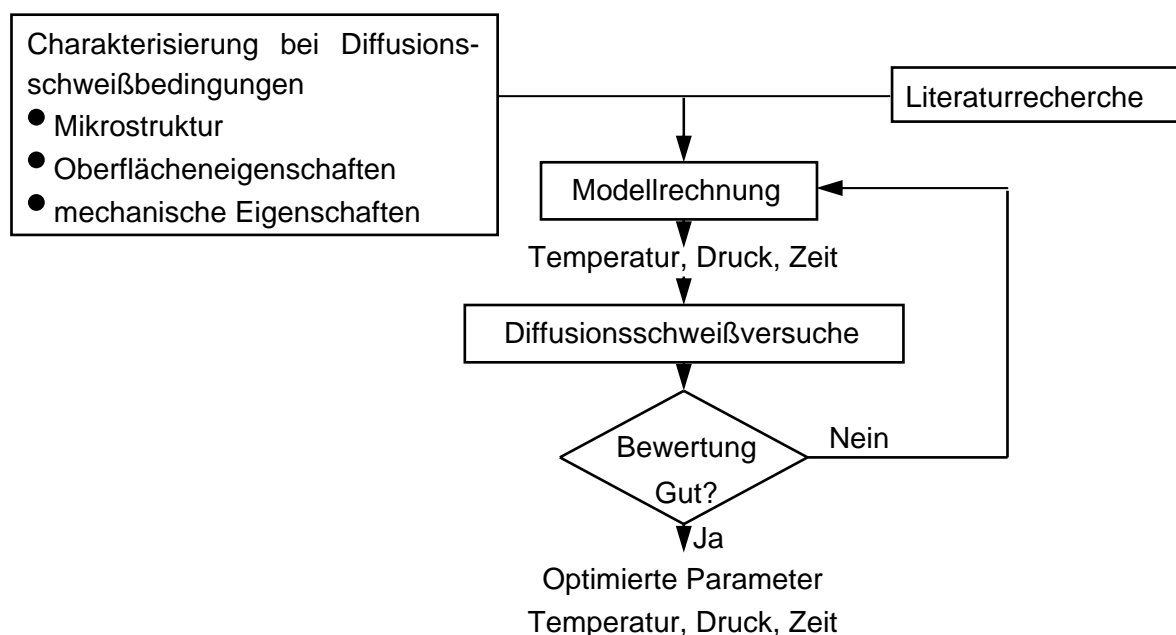 Charakterisierung bei Diffusions-
schweißbedingungen
● Mikrostruktur
● Oberflächeneigenschaften
● mechanische Eigenschaften
Literaturrecherche
Modellrechnung
Temperatur, Druck, Zeit
Diffusionsschweißversuche
Bewertung
Gut?
Nein
Ja
Optimierte Parameter
Temperatur, Druck, Zeit